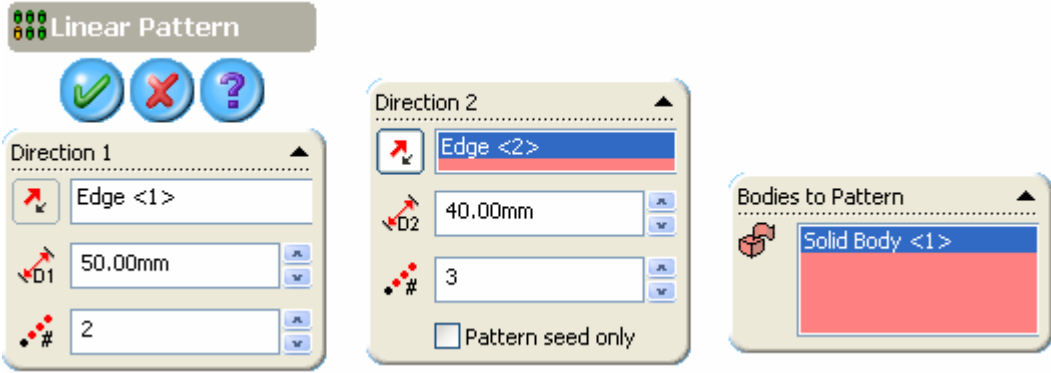 Linear Pattern
?
Direction 1
Edge <1>
D1
50.00mm
#
2
Direction 2
Edge <2>
D2
40.00mm
#
3
Pattern seed only
Bodies to Pattern
Solid Body <1>